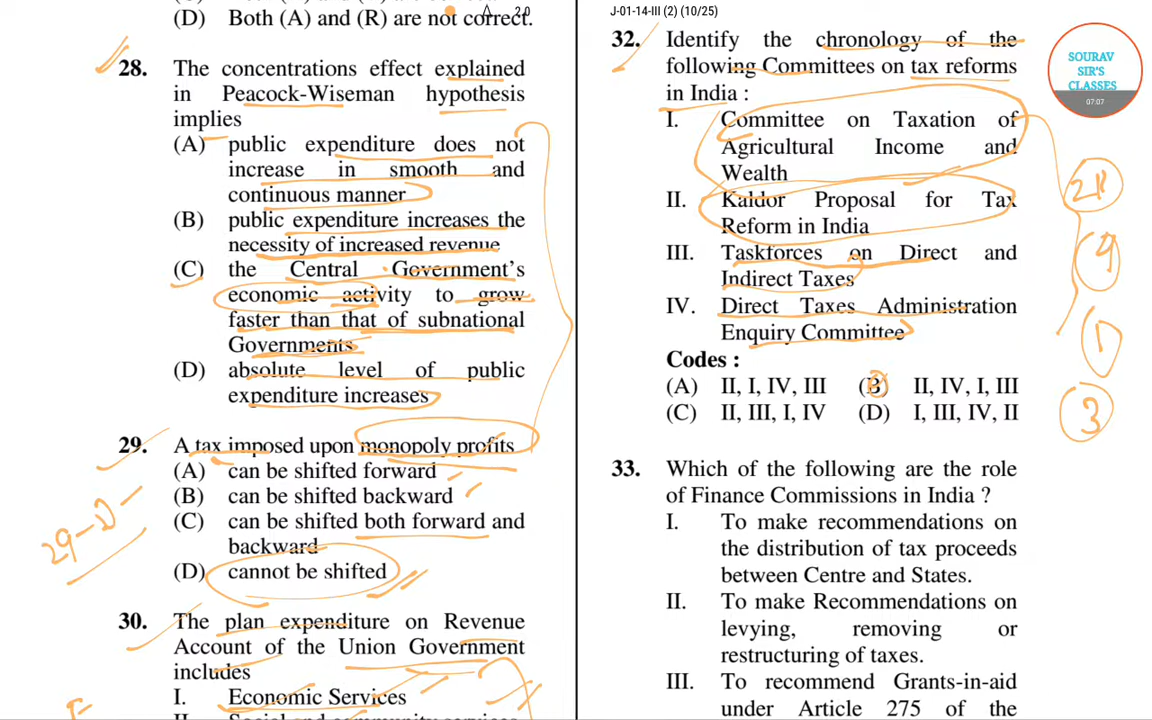 (D) Both (A) and (R) are not correct.
28. The concentrations effect explained
in Peacock-Wiseman hypothesis
implies
(A) public expenditure does not
increase in smooth and
continuous manner
(B) public expenditure increases the
necessity of increased revenue
(C) the Central Government’s
economic activity to grow
faster than that of subnational
Governments
(D) absolute level of public
expenditure increases
29. A tax imposed upon monopoly profits
(A) can be shifted forward
(B) can be shifted backward
(C) can be shifted both forward and
backward
(D) cannot be shifted
29-D-
30. The plan expenditure on Revenue
Account of the Union Government
includes
I. Economic Services
J-01-14-III (2) (10/25)
32. Identify the chronology of the
following Committees on tax reforms
in India :
I. Committee on Taxation of
Agricultural Income and
Wealth
II. Kaldor Proposal for Tax
Reform in India
III. Taskforces on Direct and
Indirect Taxes
IV. Direct Taxes Administration
Enquiry Committee
Codes :
(A) II, I, IV, III (B) II, IV, I, III
(C) II, III, I, IV (D) I, III, IV, II
33. Which of the following are the role
of Finance Commissions in India ?
I. To make recommendations on
the distribution of tax proceeds
between Centre and States.
II. To make Recommendations on
levying, removing or
restructuring of taxes.
III. To recommend Grants-in-aid
under Article 275 of the
SOURAV
SIR'S
CLASSES
07:07
3